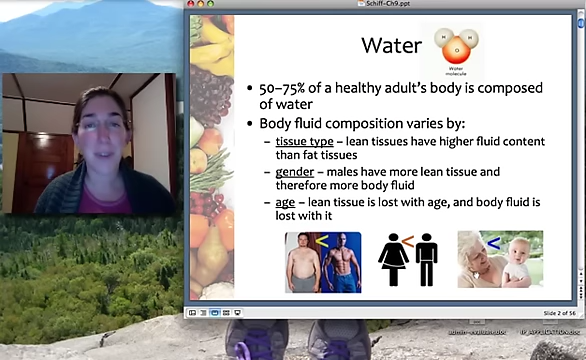 Schiff-Ch9.ppt
Water
H H
O
Water
molecule
• 50–75% of a healthy adult's body is composed
of water
• Body fluid composition varies by:
– tissue type – lean tissues have higher fluid content
than fat tissues
– gender – males have more lean tissue and
therefore more body fluid
– age – lean tissue is lost with age, and body fluid is
lost with it
< < <
Slide 2 of 56